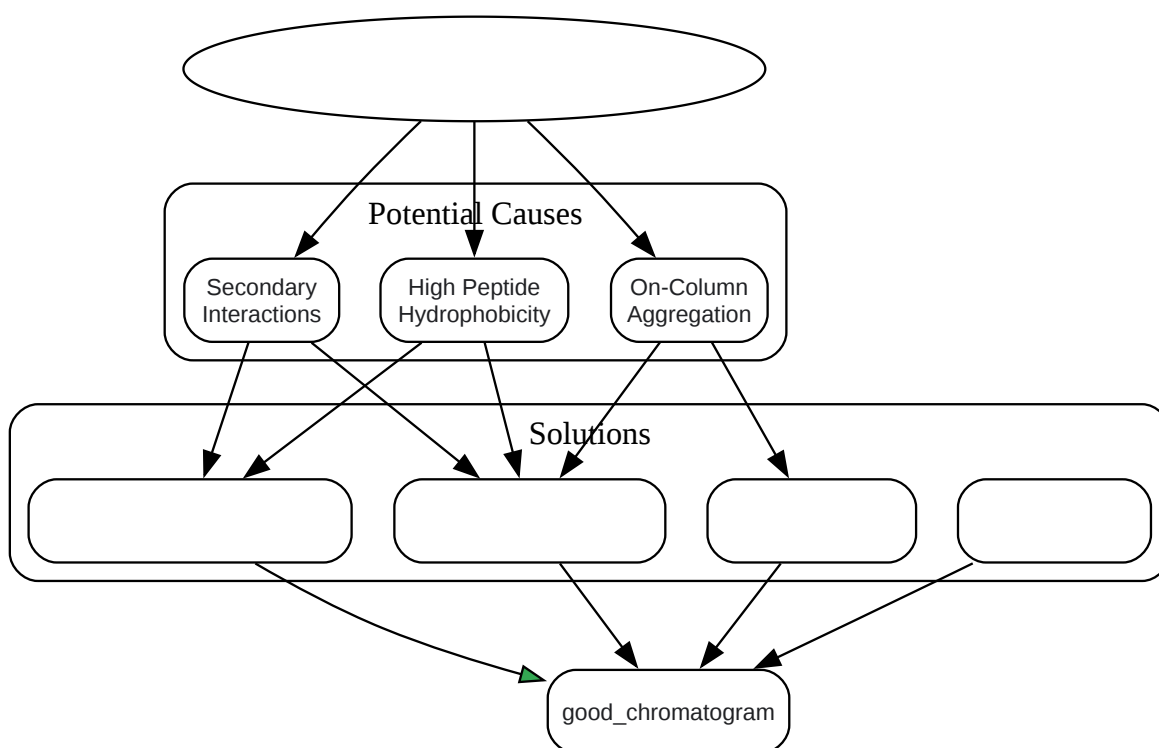 Potential Causes
Secondary
Interactions
High Peptide
Hydrophobicity
On-Column
Aggregation
Solutions
good_chromatogram